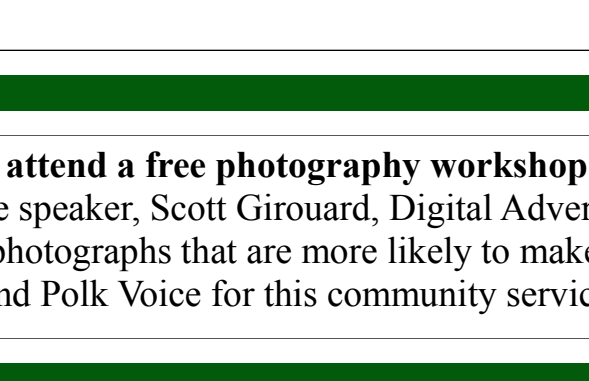 attend a free photography workshop
speaker, Scott Girouard, Digital
photographs that are more likely to make
Polk Voice for this community